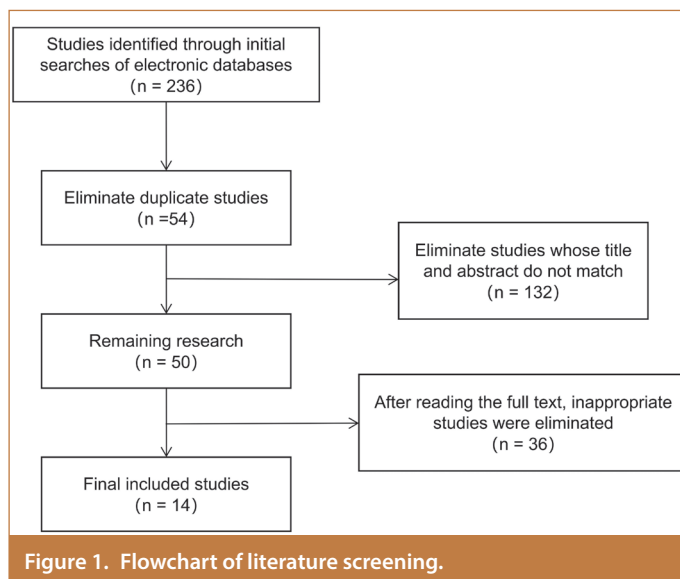 Studies identified through initial
searches of electronic databases
(n = 236)
Eliminate duplicate studies
(n =54)
Eliminate studies whose title
and abstract do not match
(n = 132)
Remaining research
(n = 50)
After reading the full text, inappropriate
studies were eliminated
(n = 36)
Final included studies
(n = 14)
Figure 1. Flowchart of literature screening.